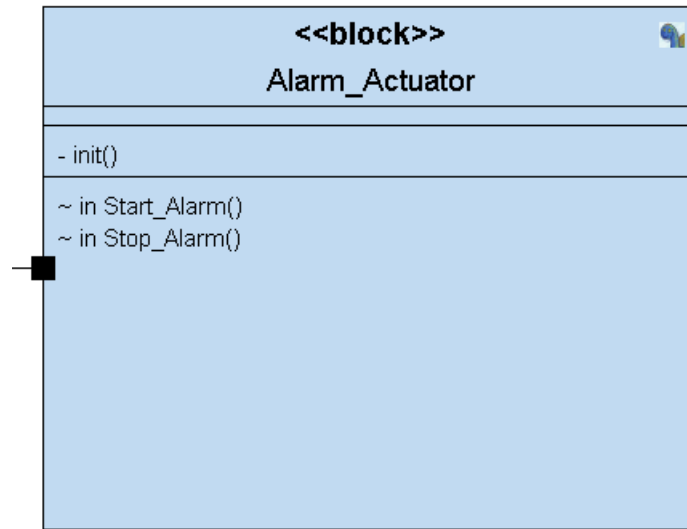 <<block>>
Alarm_Actuator
- init()
~ in Start_Alarm()
~ in Stop_Alarm()